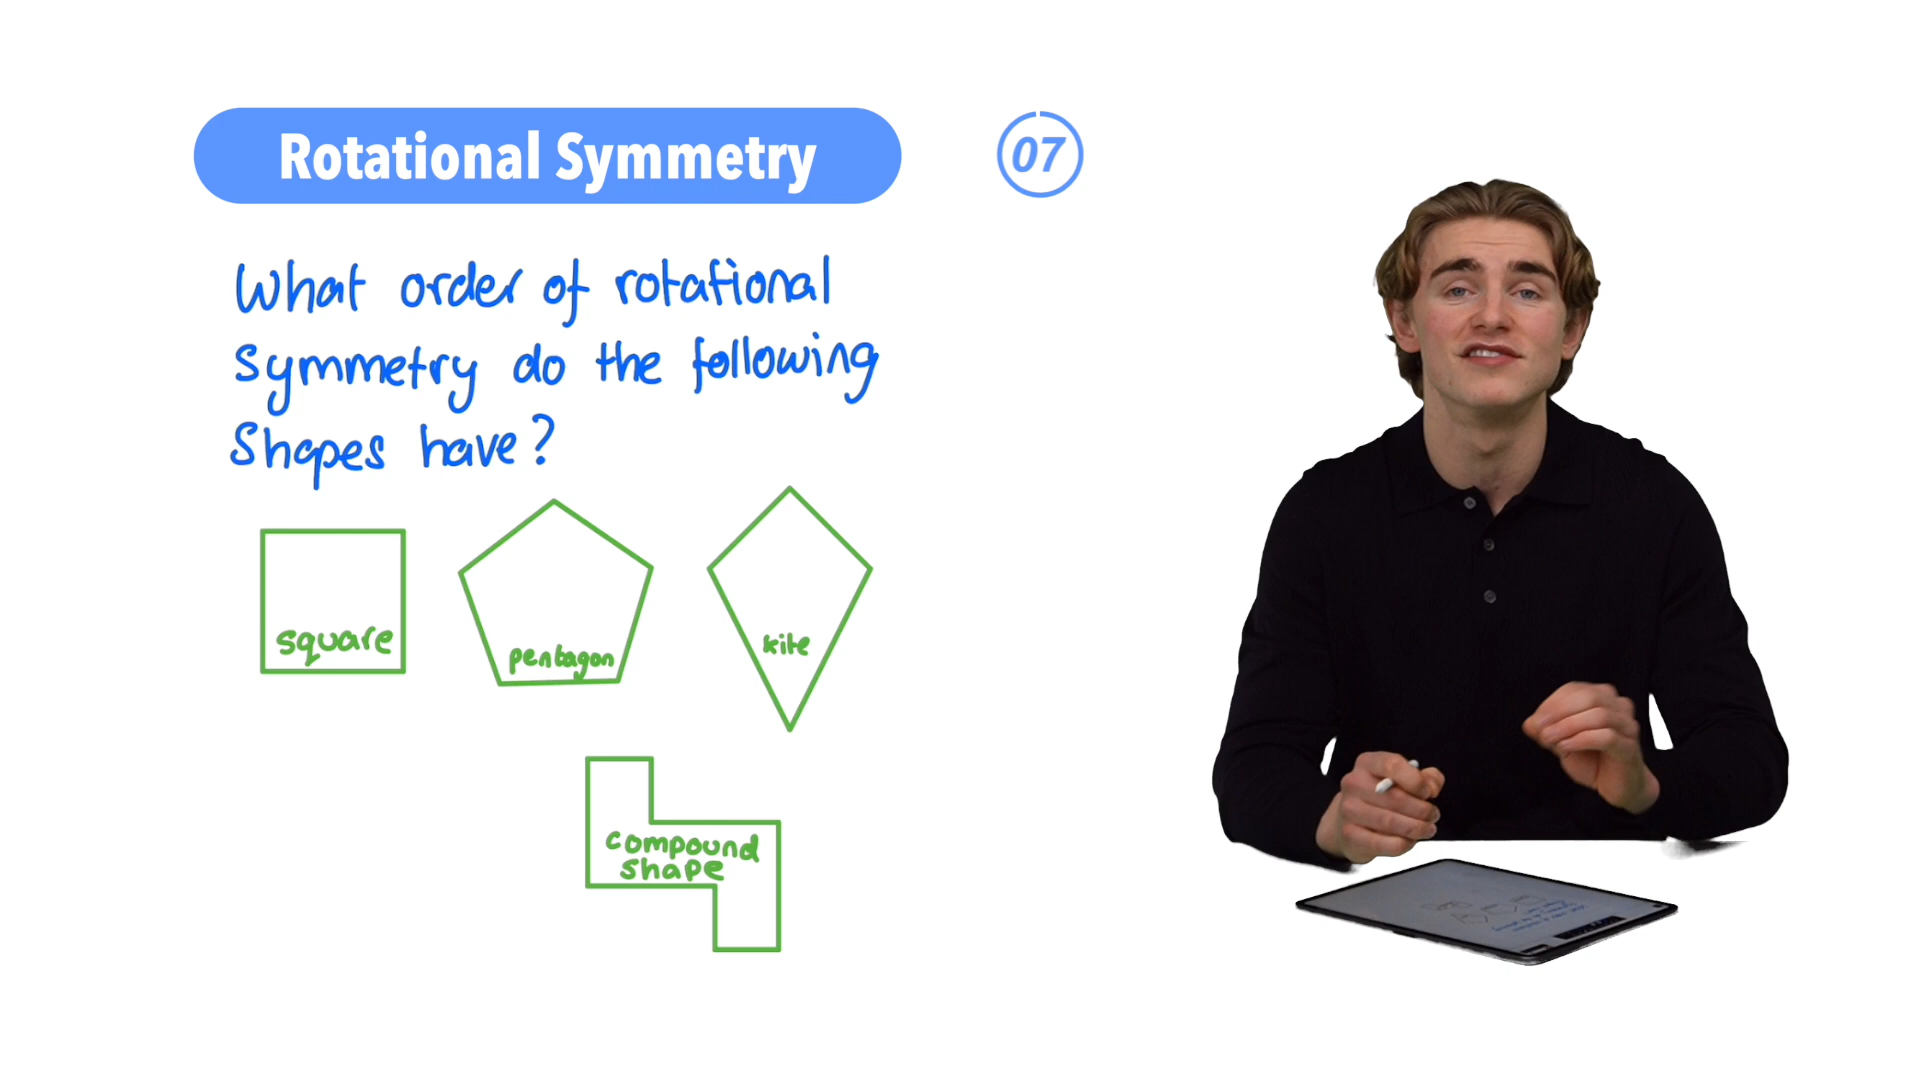 Rotational Symmetry
07
What order of rotational
symmetry do the following
shapes have?
square
pentagon
kite
compound
shape